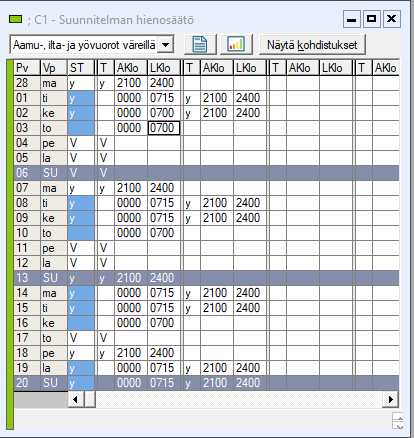 ; C1 - Suunnitelman hienosäätö
Aamu-, ilta- ja yövuorot väreillä Näytä kohdistukset
Pv Vp ST T AKlo LKlo T AKlo LKlo T AKlo LKlo T AKlo
28 ma y y 2100 2400
01 ti y 0000 0715 y 2100 2400
02 ke y 0000 0700 y 2100 2400
03 to 0000 0700
04 pe V V
05 la V V
06 SU V V
07 ma y y 2100 2400
08 ti y 0000 0715 y 2100 2400
09 ke y 0000 0715 y 2100 2400
10 to 0000 0700
11 pe V V
12 la V V
13 SU y y 2100 2400
14 ma y 0000 0715 y 2100 2400
15 ti y 0000 0715 y 2100 2400
16 ke 0000 0700
17 to V V
18 pe y y 2100 2400
19 la y 0000 0715 y 2100 2400
20 SU y 0000 0715 y 2100 2400